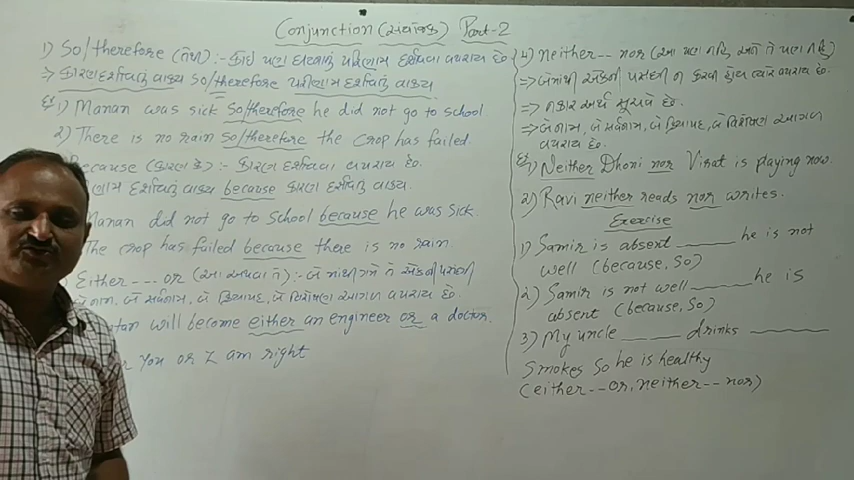 Conjunction (સંયોજક) Part-2
1) So/therefore (તેથી) :- કોઈ પણ ઘટનાનું પરિણામ દર્શાવવા વપરાય છે.
⇒ કારણ દર્શાવતું વાક્ય so/therefore પરીણામ દર્શાવતું વાક્ય
1) Manan was sick so/therefore he did not go to school
2) There is no rain so/therefore the crop has failed.
Because (કારણ કે) :- કારણ દર્શાવવા વપરાય છે.
દર્શાવતું વાક્ય because કારણ દર્શાવતું વાક્ય.
Manan did not go to school because he was sick.
The crop has failed because there is no rain.
Either --- or (આ અથવા તે) :- બે માંથી ગમે તે એકની પસંદગી
બે નામ, બે સર્વનામ, બે ક્રિયાપદ, બે વિશેષણ આગળ વપરાય છે.
will become either an engineer or a doctor.
You or I am right
4) Neither -- nor (આ પણ નહિ અને તે પણ નહિ)
⇒ બેમાંથી એકેની પસંદગી ન કરવી હોય ત્યારે વપરાય છે.
⇒ નકાર અર્થ સૂચવે છે.
⇒ બે નામ, બે સર્વનામ, બે ક્રિયાપદ, બે વિશેષણ આગળ
વપરાય છે.
1) Neither Dhoni nor Virat is playing now.
2) Ravi neither reads nor writes.
Exercise
1) Samir is absent ______ he is not
well (because, so)
2) Samir is not well ______ he is
absent (because, so)
3) My uncle ______ drinks ______
smokes so he is healthy
(either -- or, neither -- nor)